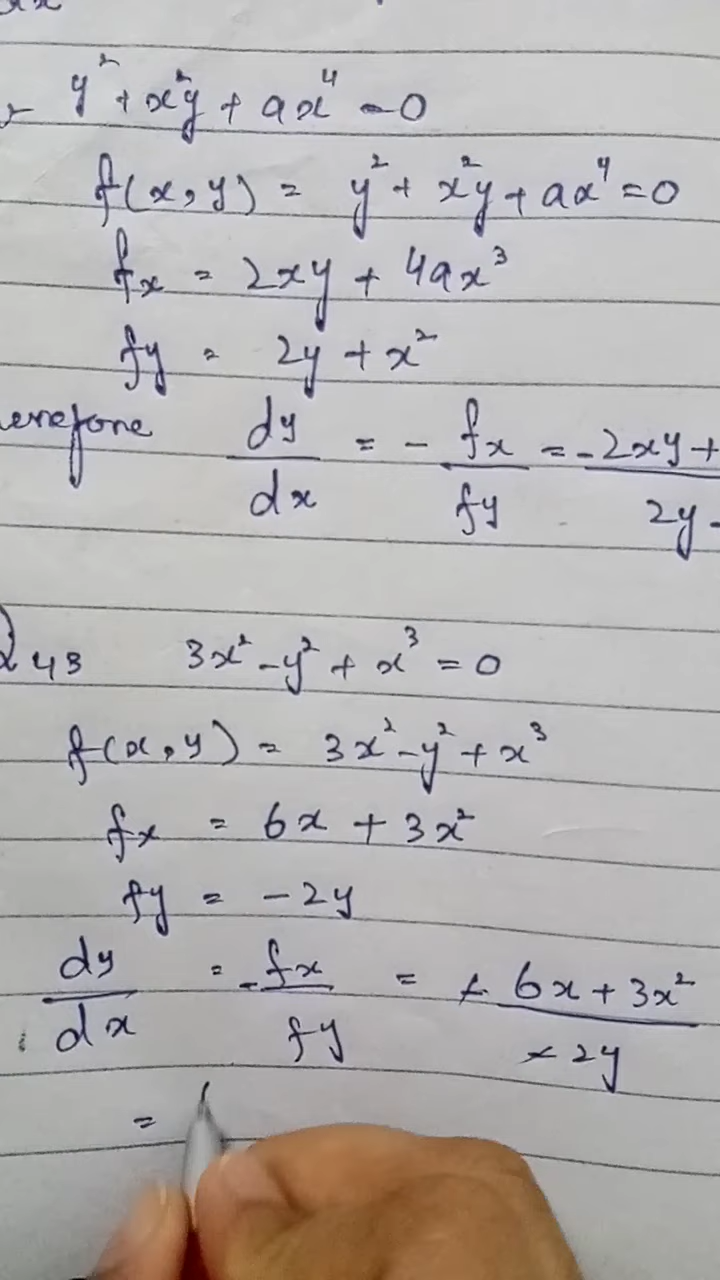 y² + x²y + ax⁴ = 0
f(x, y) = y² + x²y + ax⁴ = 0
fx = 2xy + 4ax³
fy = 2y + x²
erefore dy/dx = - fx/fy = - 2xy + / 2y -
43 3x² - y² + x³ = 0
f(x, y) = 3x² - y² + x³
fx = 6x + 3x²
fy = -2y
dy/dx = - fx/fy = - 6x + 3x² / - 2y
=